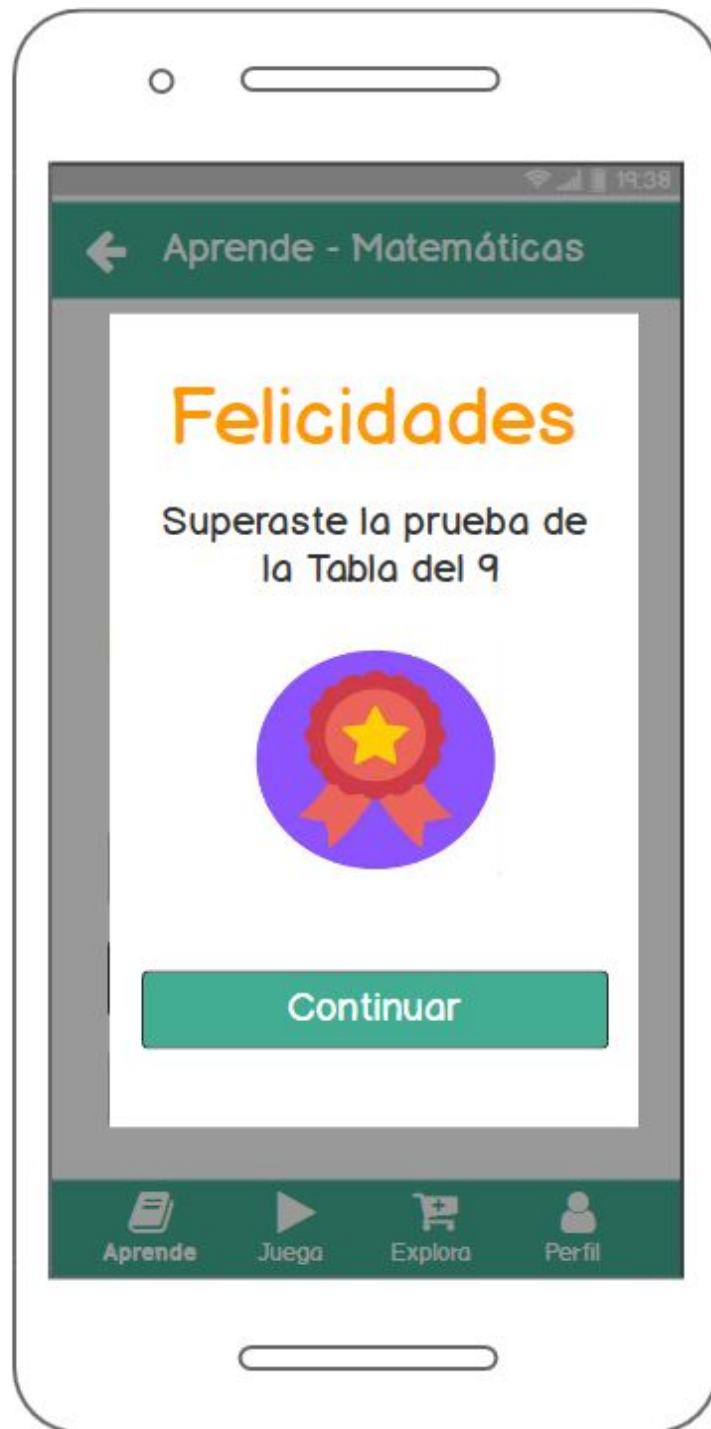 19:38
Aprende - Matemáticas
Felicidades
Superaste la prueba de
la Tabla del 9
Continuar
Aprende Juega Explora Perfil